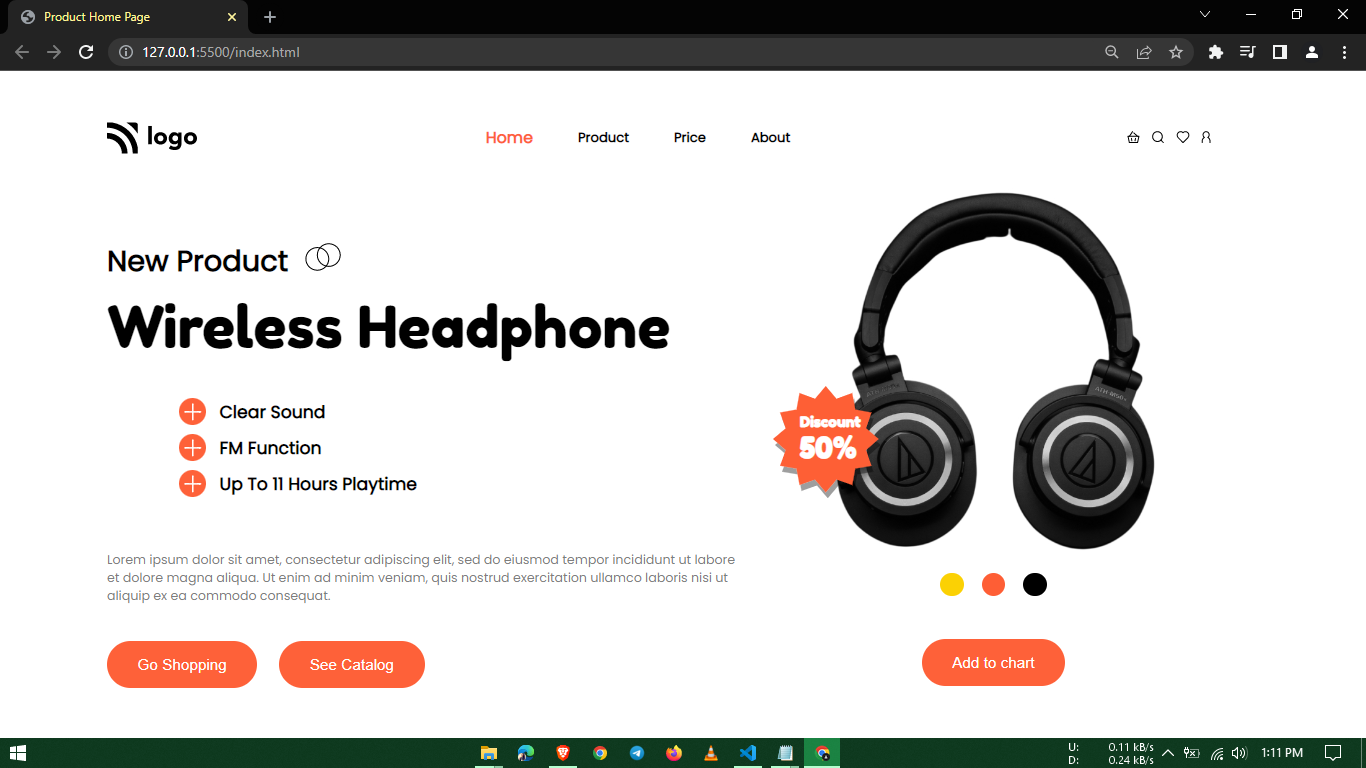 Product Home Page
127.0.0.1:5500/index.html
logo
Home Product Price About
New Product
Wireless Headphone
Clear Sound
FM Function
Up To 11 Hours Playtime
Discount
50%
Lorem ipsum dolor sit amet, consectetur adipiscing elit, sed do eiusmod tempor incididunt ut labore
et dolore magna aliqua. Ut enim ad minim veniam, quis nostrud exercitation ullamco laboris nisi ut
aliquip ex ea commodo consequat.
Go Shopping See Catalog
Add to chart
U: 0.11 kB/s
D: 0.24 kB/s
1:11 PM